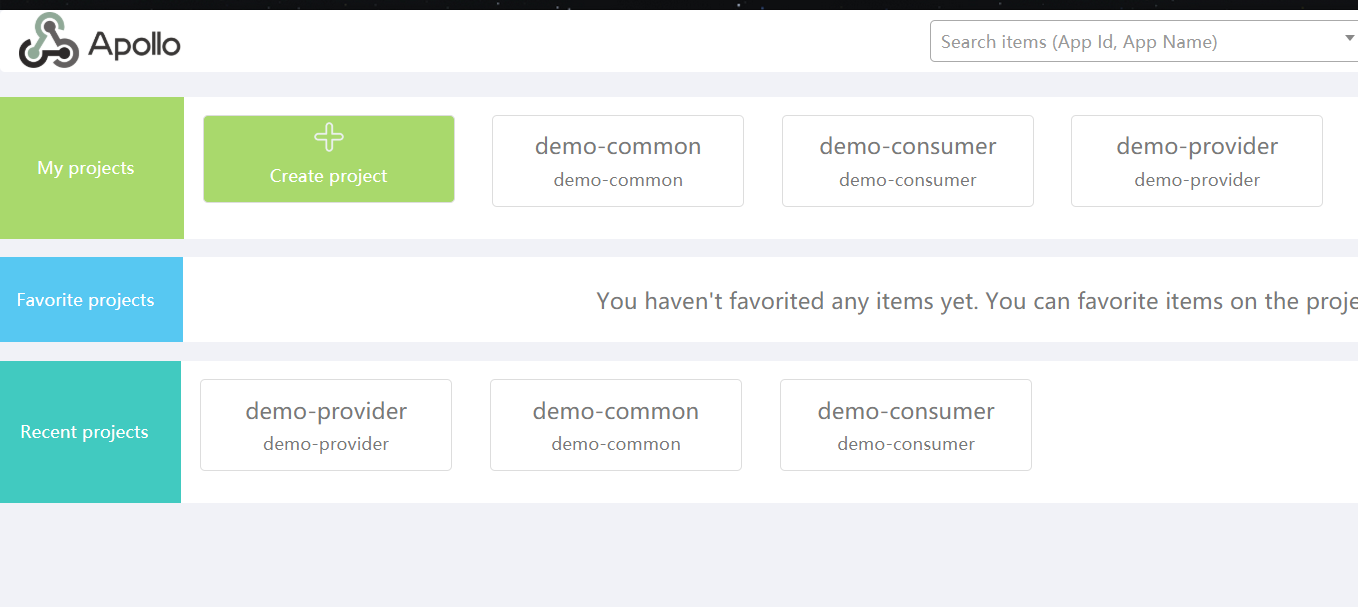 Apollo
Search items (App Id, App Name)
My projects
Create project
demo-common
demo-common
demo-consumer
demo-consumer
demo-provider
demo-provider
Favorite projects
You haven't favorited any items yet. You can favorite items on the proje
Recent projects
demo-provider
demo-provider
demo-common
demo-common
demo-consumer
demo-consumer